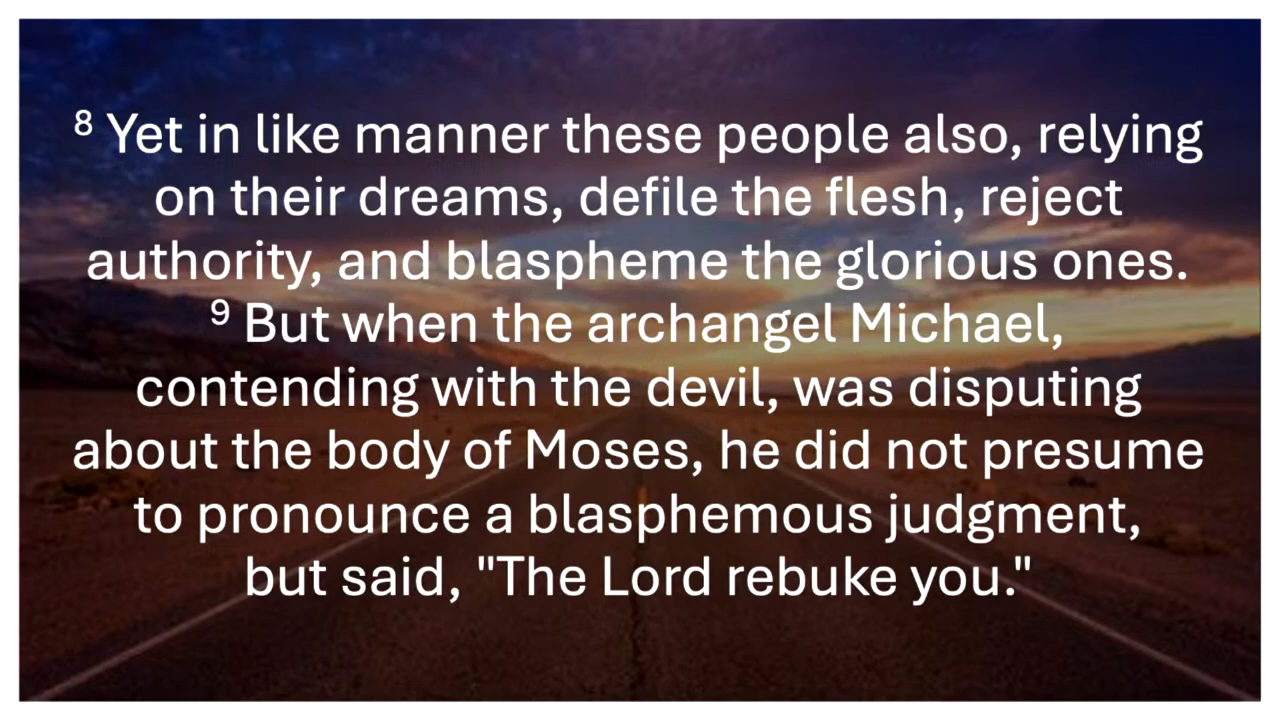 ⁸ Yet in like manner these people also, relying
on their dreams, defile the flesh, reject
authority, and blaspheme the glorious ones.
⁹ But when the archangel Michael,
contending with the devil, was disputing
about the body of Moses, he did not presume
to pronounce a blasphemous judgment,
but said, "The Lord rebuke you."